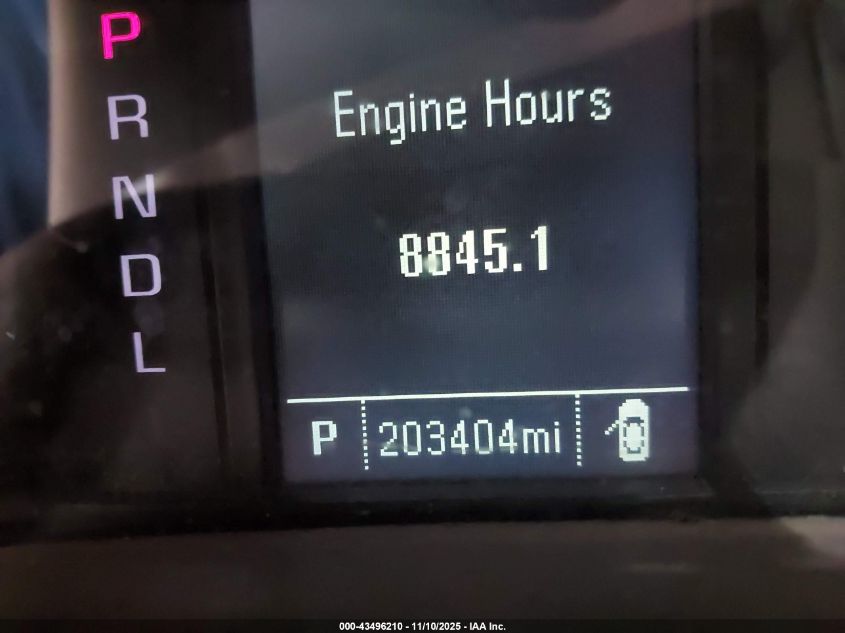 P
R
N
D
L
Engine Hours
8845.1
P 203404mi
000-43496210 - 11/10/2025 - IAA Inc.